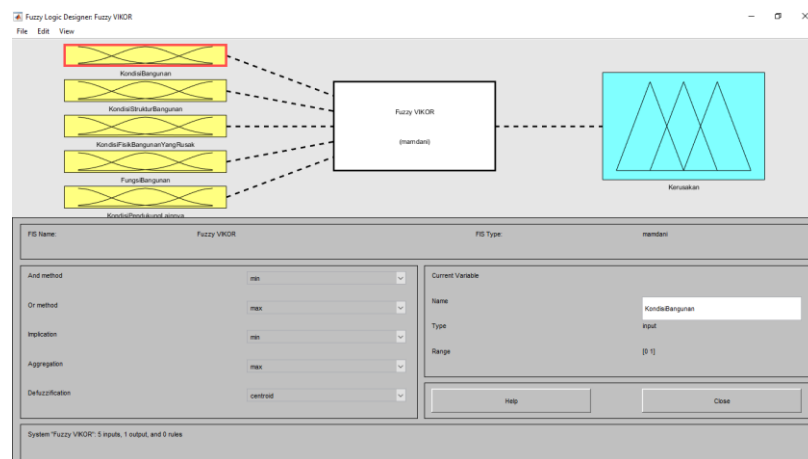 Fuzzy Logic Designer: Fuzzy VIKOR
File Edit View
KondisiBangunan
KondisiStrukturBangunan
KondisiFisikBangunanYangRusak
FungsiBangunan
KondisiPendukungLainnya
Fuzzy VIKOR
(mamdani)
Kerusakan
FIS Name: Fuzzy VIKOR FIS Type: mamdani
And method min
Or method max
Implication min
Aggregation max
Defuzzification centroid
Current Variable
Name KondisiBangunan
Type input
Range [0 1]
Help Close
System "Fuzzy VIKOR": 5 inputs, 1 output, and 0 rules